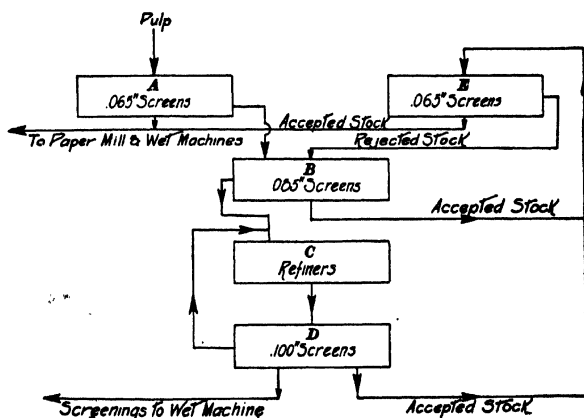 Pulp
A
.065" Screens
E
.065" Screens
Accepted Stock
To Paper Mill & Wet Machines
Rejected Stock
B
.085" Screens
Accepted Stock
C
Refiners
D
.100" Screens
Screenings to Wet Machine
Accepted Stock